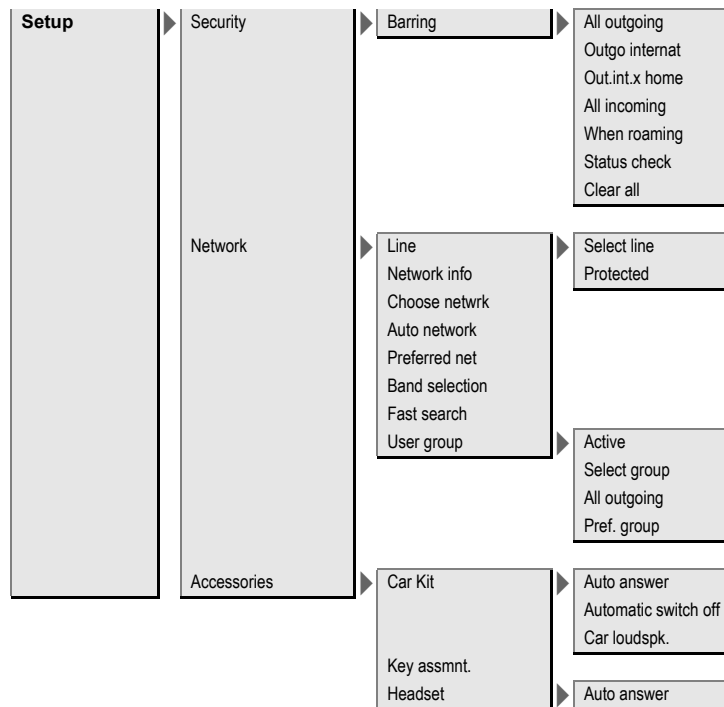 Setup
Security
Barring
All outgoing
Outgo internat
Out.int.x home
All incoming
When roaming
Status check
Clear all
Network
Line
Select line
Network info
Protected
Choose netwrk
Auto network
Preferred net
Band selection
Fast search
User group
Active
Select group
All outgoing
Pref. group
Accessories
Car Kit
Auto answer
Automatic switch off
Car loudspk.
Key assmnt.
Headset
Auto answer